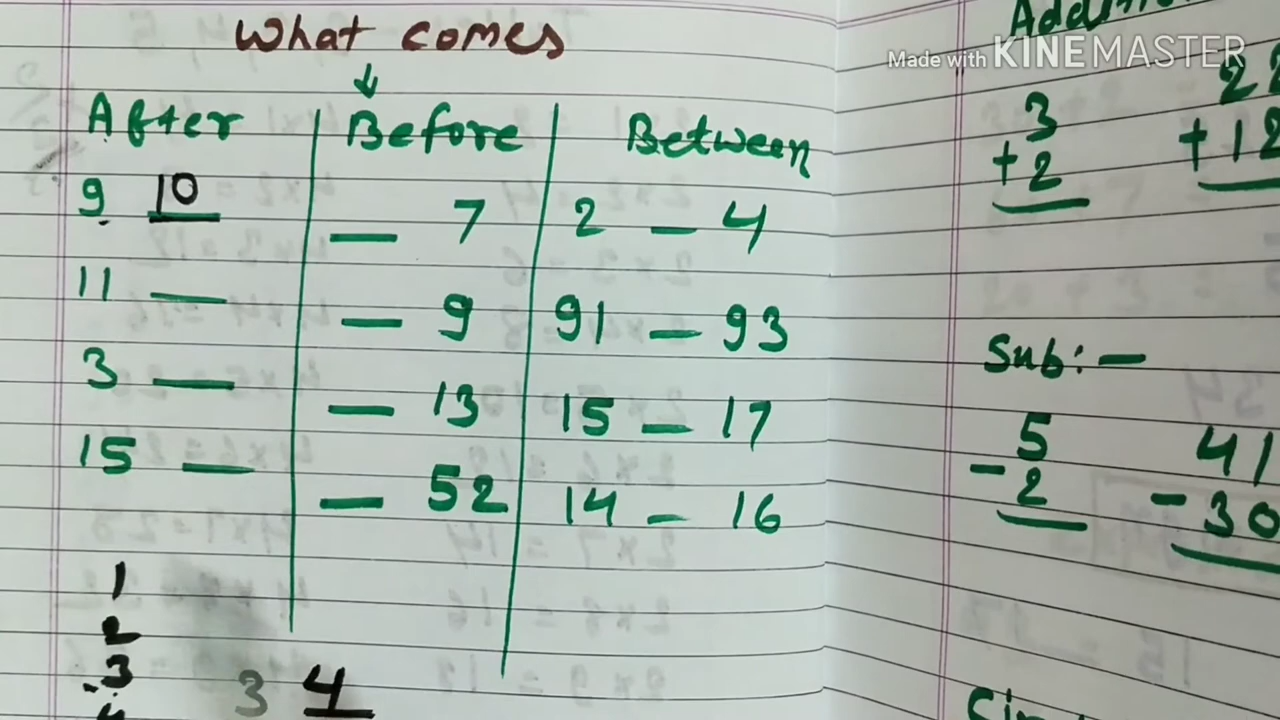 What comes
↓
After | Before | Between
9 10 | — 7 | 2 — 4
11 — | — 9 | 91 — 93
3 — | — 13 | 15 — 17
15 — | — 52 | 14 — 16
1
2
3
4
3 4
Made with KINEMASTER
3
+2
22
+12
Sub:—
5
-2
41
-30